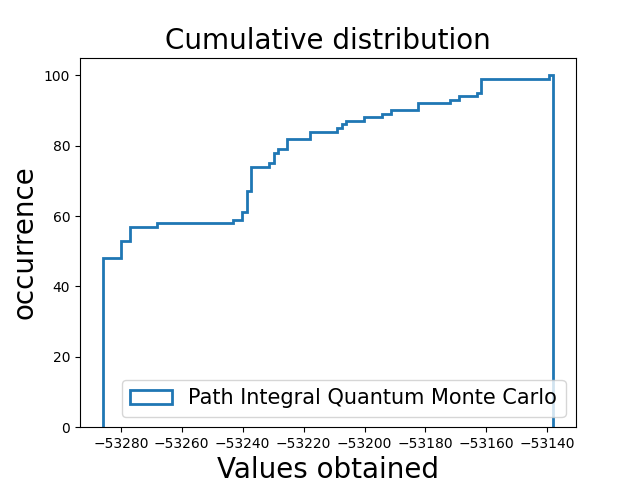 Cumulative distribution
100
80
60
40
20
0
occurrence
Path Integral Quantum Monte Carlo
−53280 −53260 −53240 −53220 −53200 −53180 −53160 −53140
Values obtained